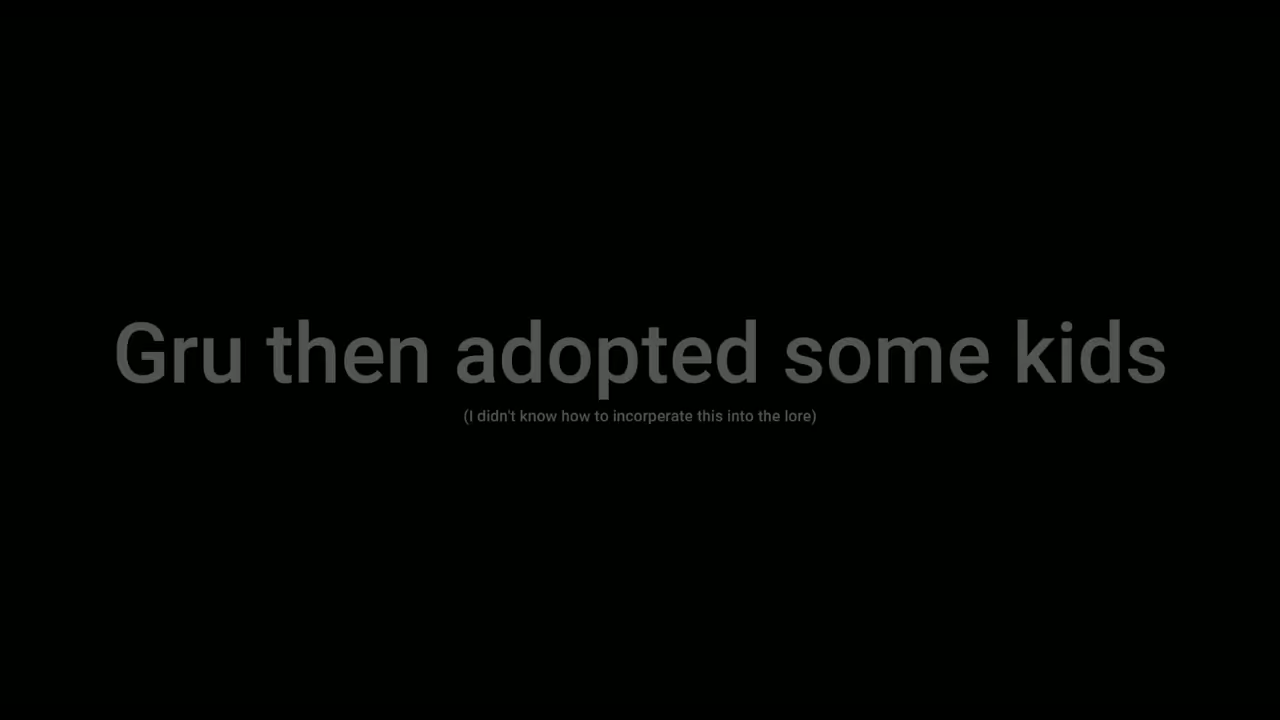 Gru then adopted some kids
(I didn't know how to incorperate this into the lore)